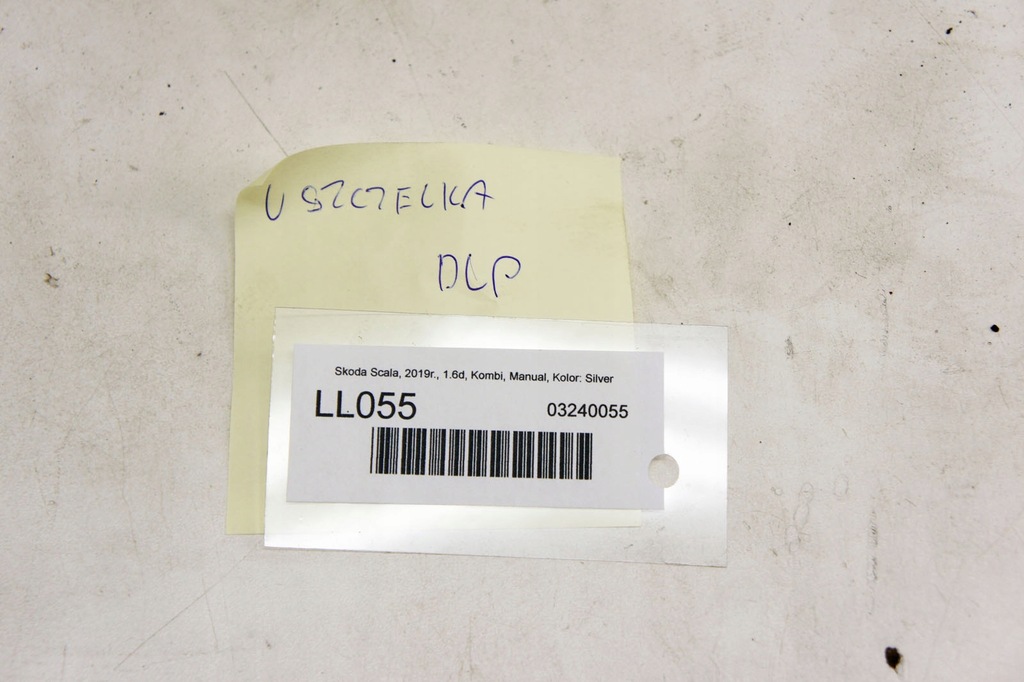 USZCZELKA
DLP
Skoda Scala, 2019r., 1.6d, Kombi, Manual, Kolor: Silver
LL055
03240055